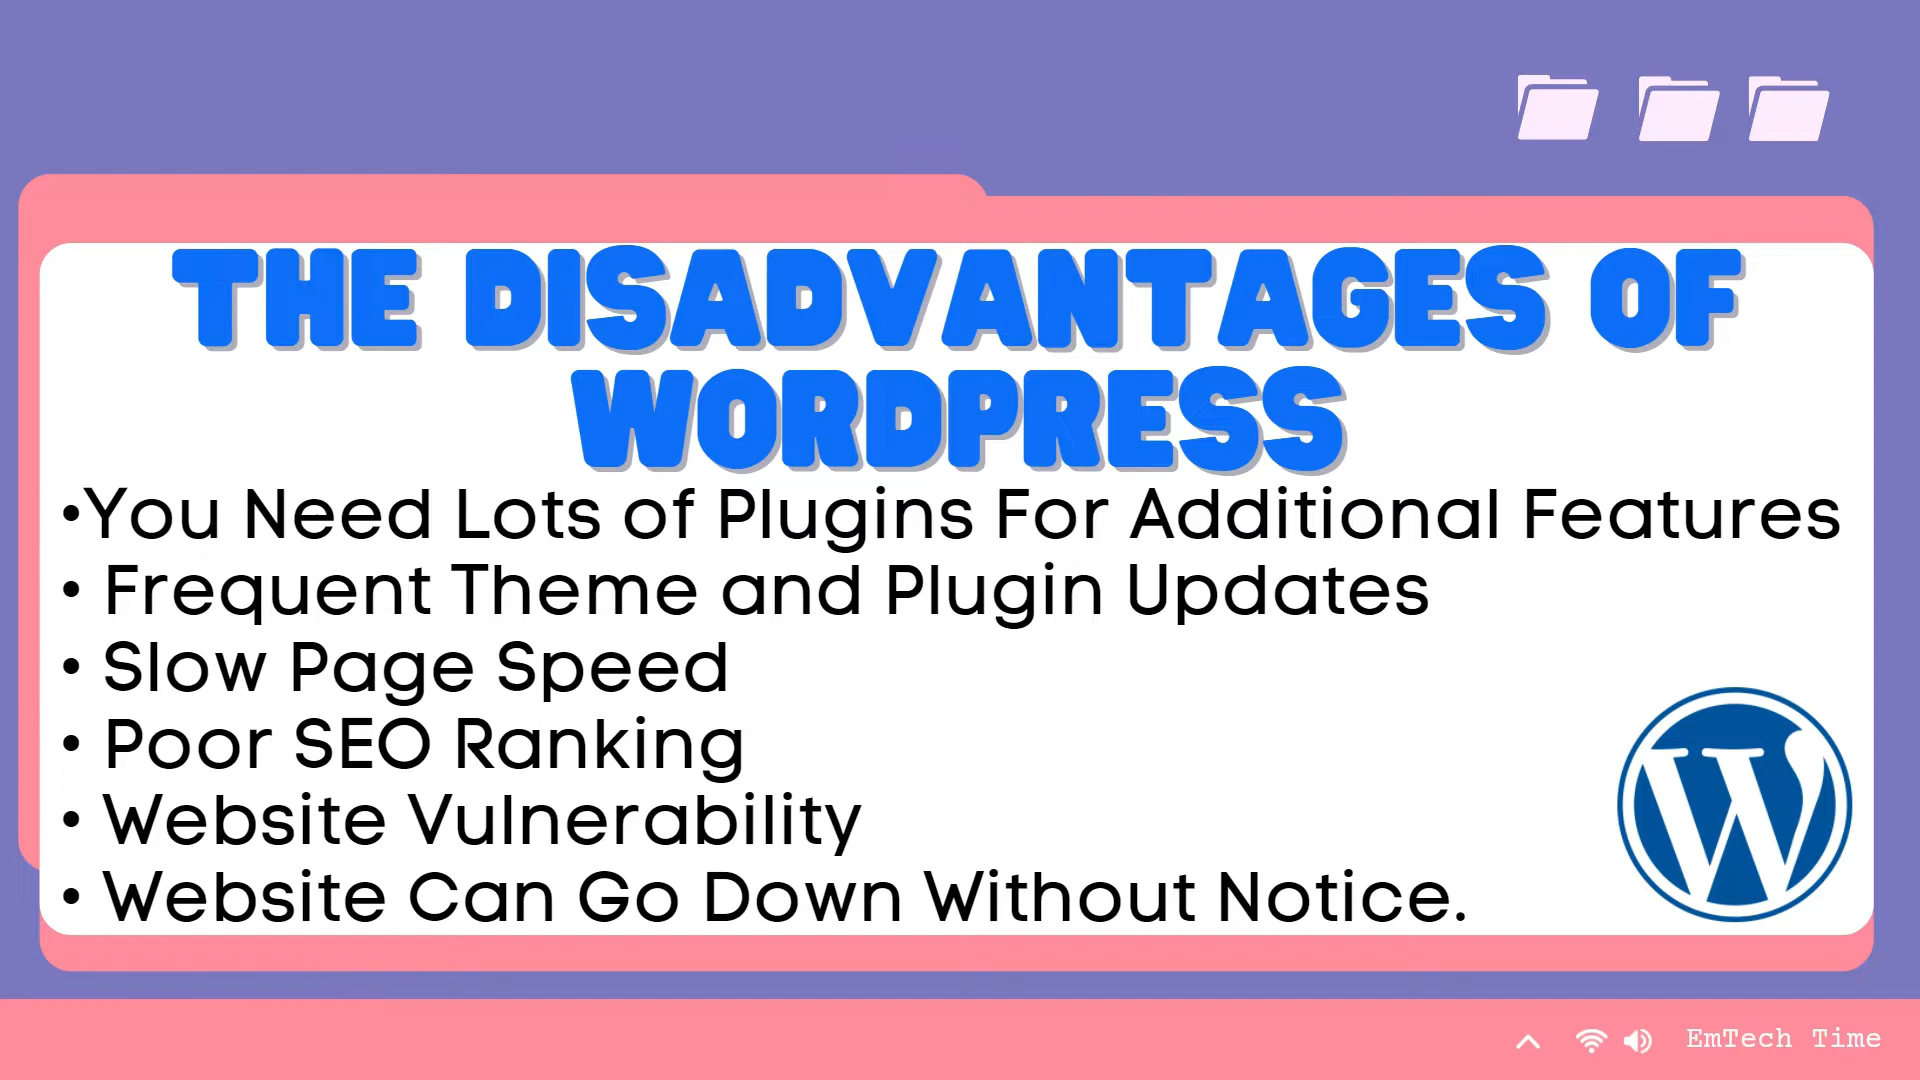 THE DISADVANTAGES OF
WORDPRESS
•You Need Lots of Plugins For Additional Features
• Frequent Theme and Plugin Updates
• Slow Page Speed
• Poor SEO Ranking
• Website Vulnerability
• Website Can Go Down Without Notice.
W
EmTech Time